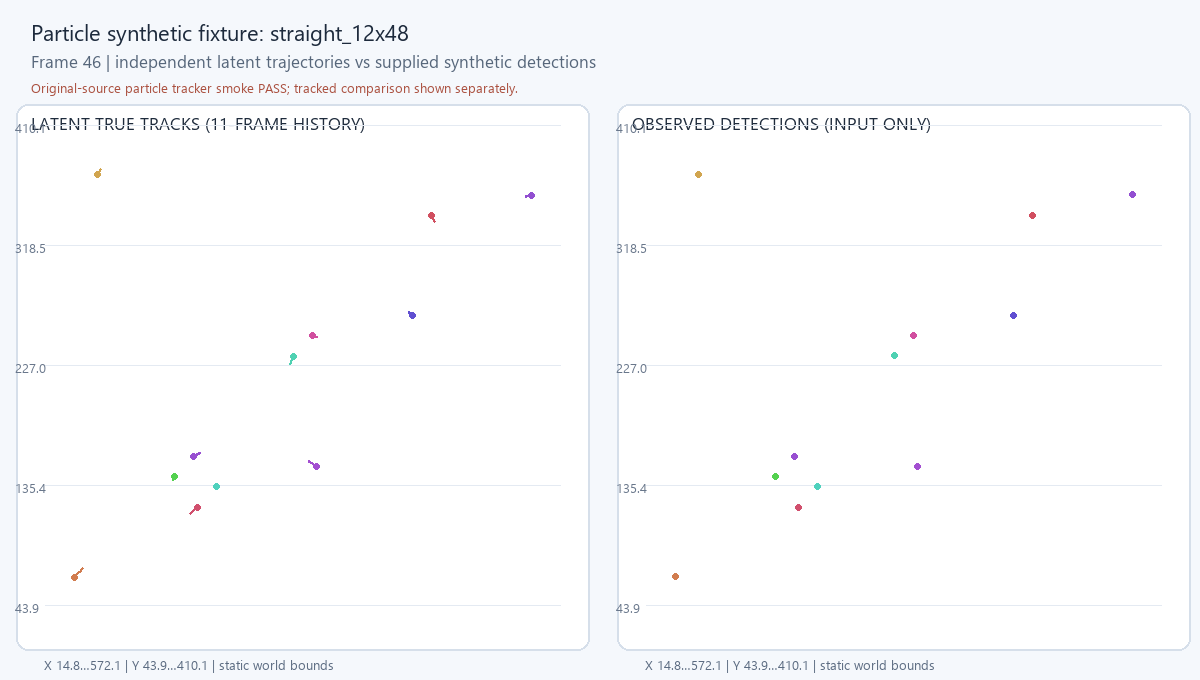 Particle synthetic fixture: straight_12x48
Frame 46 | independent latent trajectories vs supplied synthetic detections
Original-source particle tracker smoke PASS; tracked comparison shown separately.
LATENT TRUE TRACKS (11-FRAME HISTORY)
410.1
318.5
227.0
135.4
43.9
X 14.8...572.1 | Y 43.9...410.1 | static world bounds
OBSERVED DETECTIONS (INPUT ONLY)
410.1
318.5
227.0
135.4
43.9
X 14.8...572.1 | Y 43.9...410.1 | static world bounds